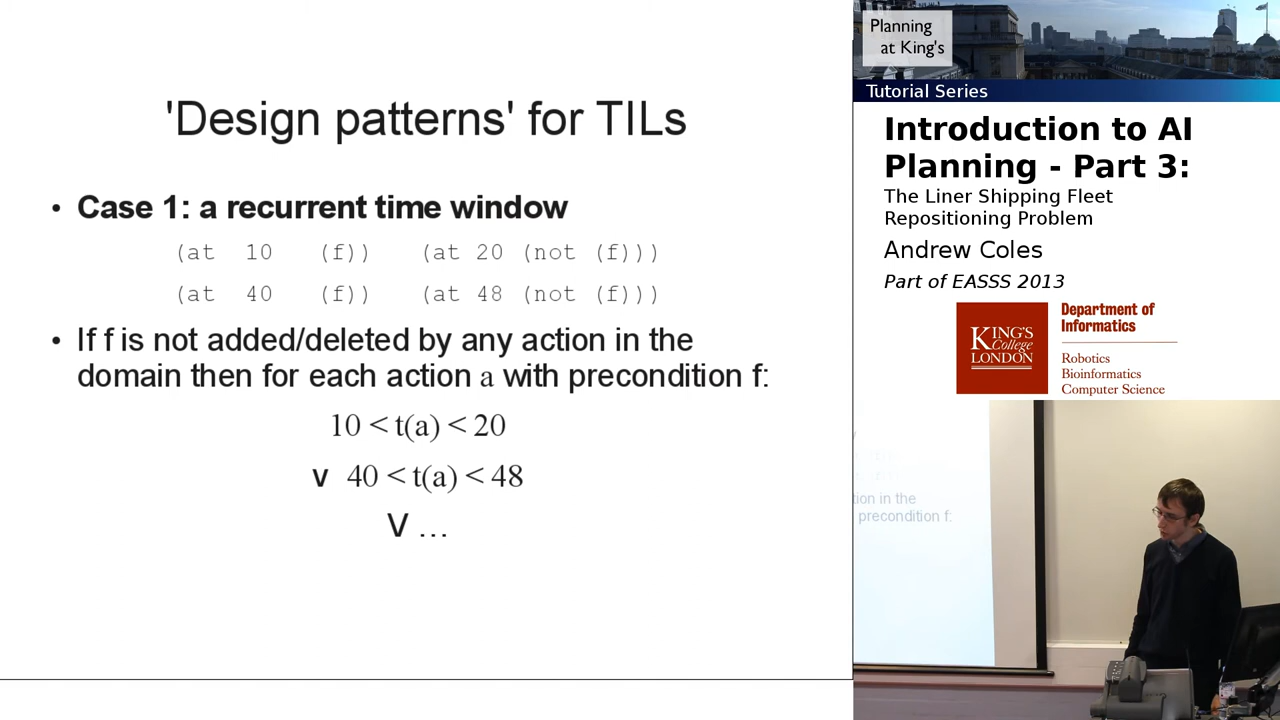 'Design patterns' for TILs
• Case 1: a recurrent time window
(at 10 (f)) (at 20 (not (f)))
(at 40 (f)) (at 48 (not (f)))
• If f is not added/deleted by any action in the
domain then for each action a with precondition f:
10 < t(a) < 20
∨ 40 < t(a) < 48
∨ ...
Planning
at King's
Tutorial Series
Introduction to AI
Planning - Part 3:
The Liner Shipping Fleet
Repositioning Problem
Andrew Coles
Part of EASSS 2013
KING'S
College
LONDON
Department of
Informatics
Robotics
Bioinformatics
Computer Science
tion in the
precondition f: